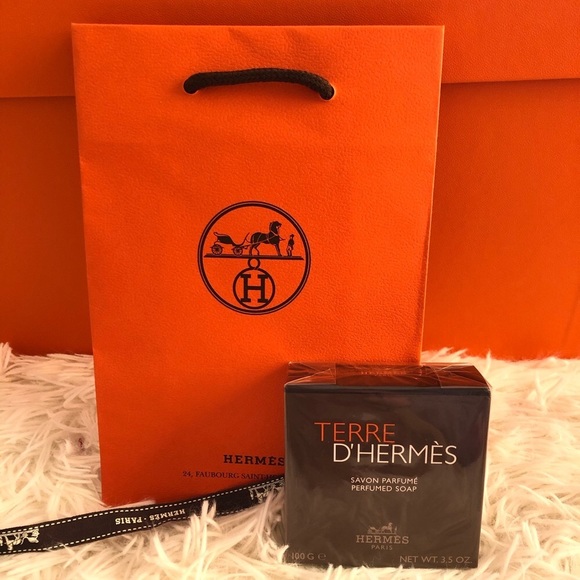 H
HERMÈS
24, FAUBOURG SAINT
HERMÈS - PARIS
TERRE
D'HERMÈS
SAVON PARFUMÉ
PERFUMED SOAP
HERMÈS
PARIS
100 G e NET WT. 3.5 OZ.